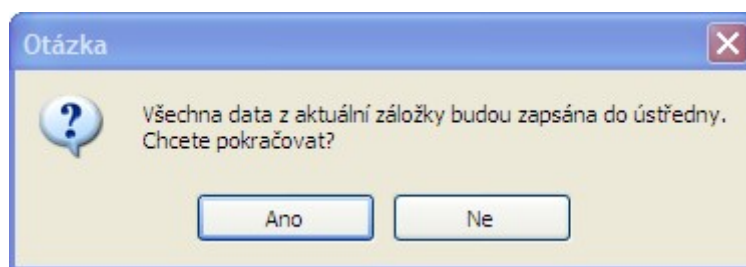 Otázka
Všechna data z aktuální záložky budou zapsána do ústředny.
Chcete pokračovat?
Ano
Ne